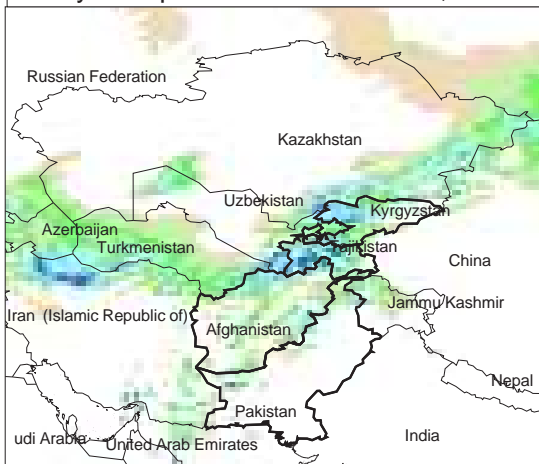 Russian Federation
Kazakhstan
Uzbekistan
Kyrgyzstan
Azerbaijan
Turkmenistan
Tajikistan
China
Jammu/Kashmir
Iran (Islamic Republic of)
Afghanistan
Nepal
Pakistan
udi Arabia
United Arab Emirates
India